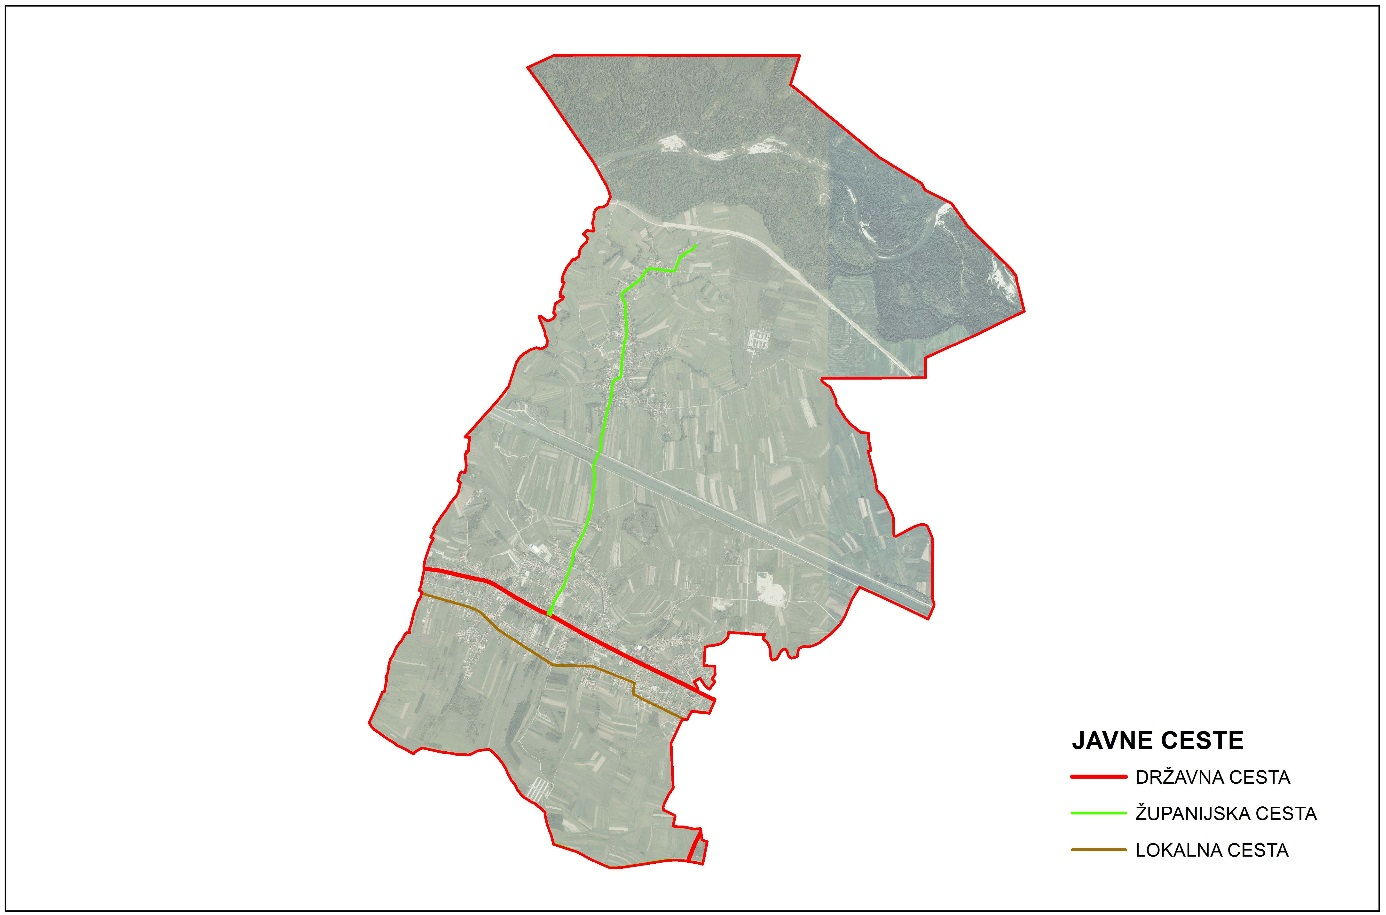 JAVNE CESTE
DRŽAVNA CESTA
ŽUPANIJSKA CESTA
LOKALNA CESTA